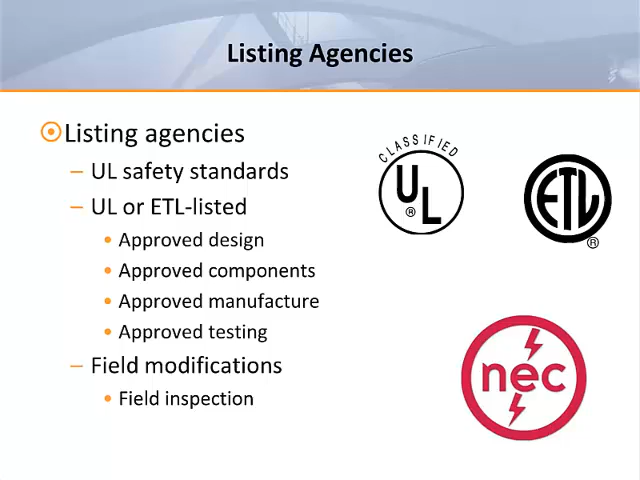 Listing Agencies
Listing agencies
– UL safety standards
– UL or ETL-listed
• Approved design
• Approved components
• Approved manufacture
• Approved testing
– Field modifications
• Field inspection
CLASSIFIED
UL
®
ETL
®
nec